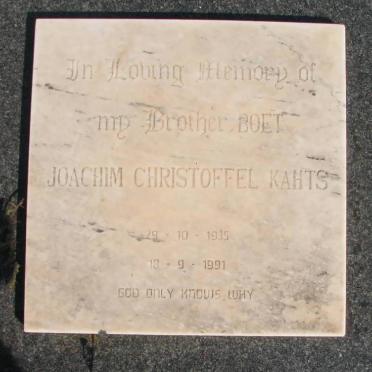 In Loving Memory of
my Brother BOET
JOACHIM CHRISTOFFEL KAHTS
29 - 10 - 1935
18 - 9 - 1991
GOD ONLY KNOWS WHY